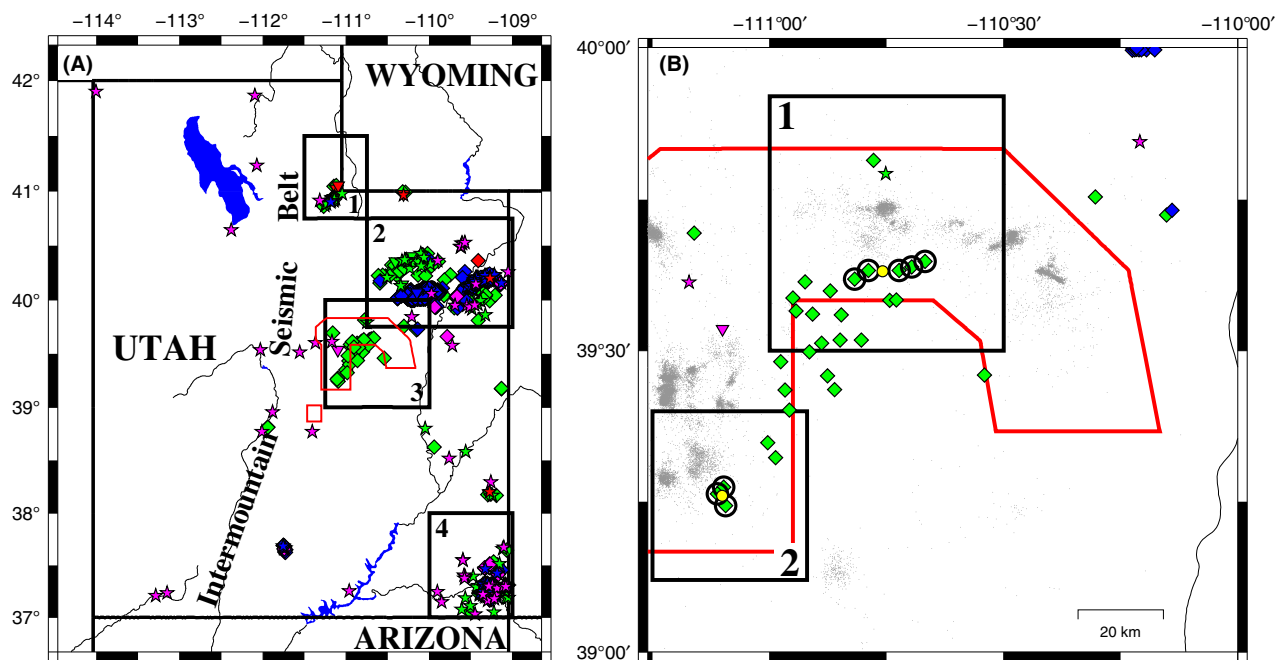 −114° −113° −112° −111° −110° −109°
42°
41°
40°
39°
38°
37°
(A)
WYOMING
Belt
1
2
Seismic
UTAH
3
Intermountain
4
ARIZONA
−111°00′ −110°30′ −110°00′
40°00′
39°30′
39°00′
(B)
1
2
20 km